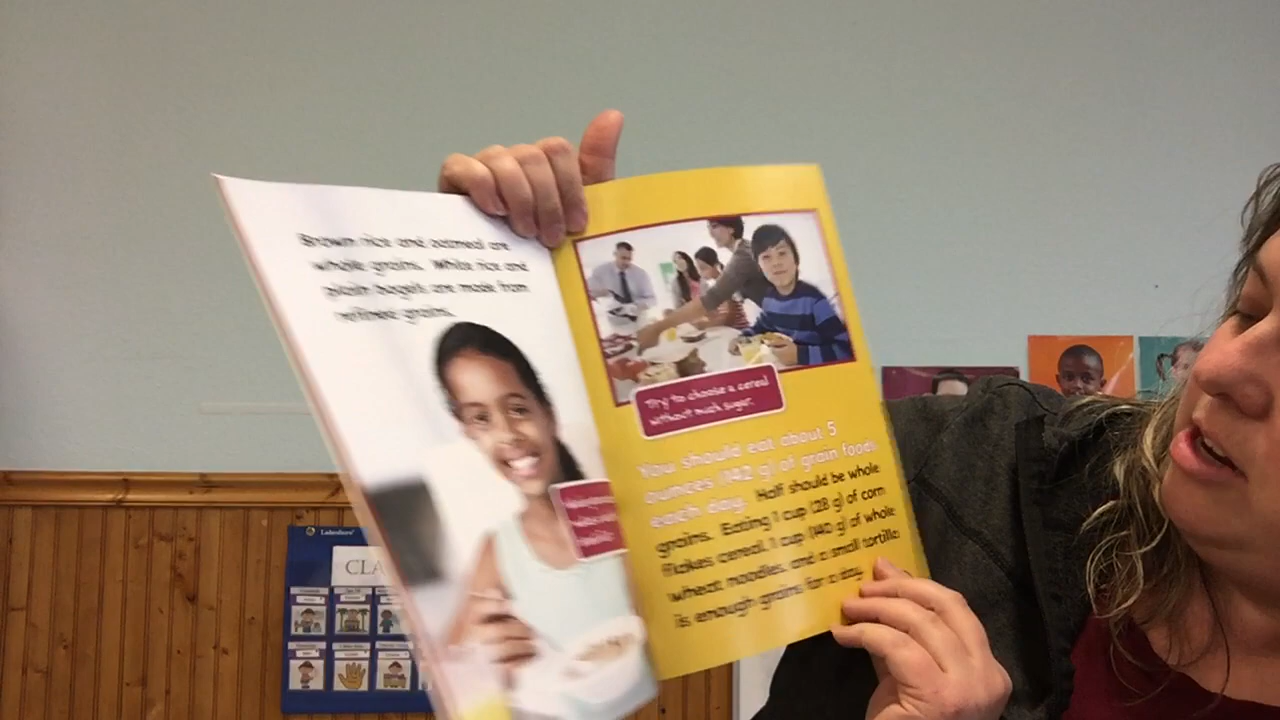 Brown rice and oatmeal are
whole grains. White rice and
plain bagels are made from
refined grains.
Try to choose a cereal
without much sugar.
You should eat about 5
ounces (142 g) of grain foods
each day. Half should be whole
grains. Eating 1 cup (28 g) of corn
flakes cereal, 1 cup (140 g) of whole
wheat noodles, and a small tortilla
is enough grains for a day.
Lakeshore
CLA